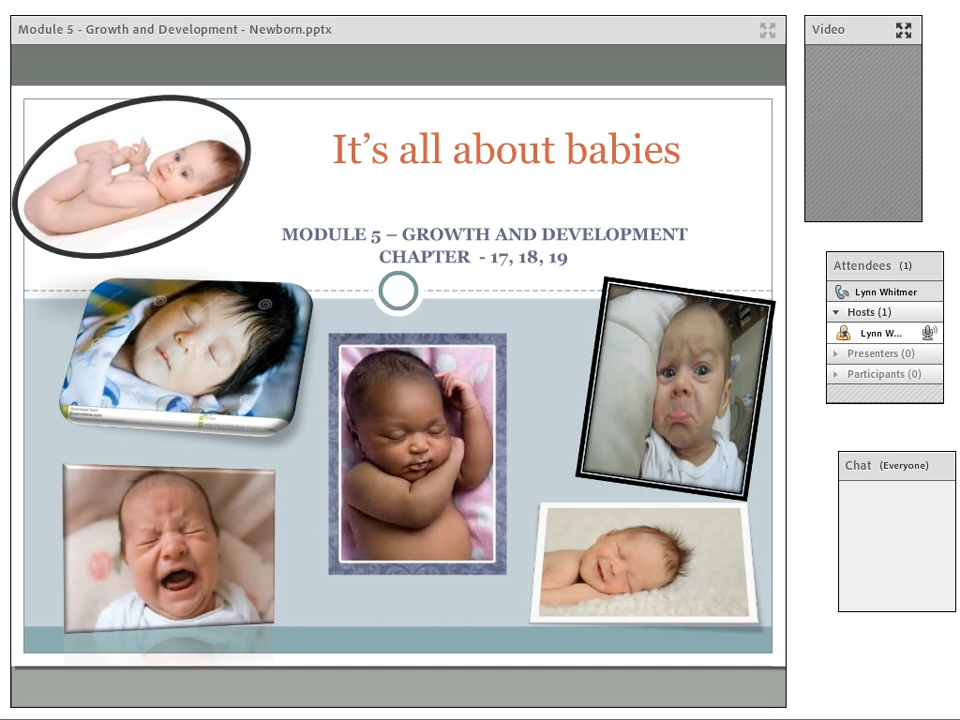 Module 5 - Growth and Development - Newborn.pptx
Video
It’s all about babies
MODULE 5 – GROWTH AND DEVELOPMENT
CHAPTER - 17, 18, 19
Attendees (1)
Lynn Whitmer
Hosts (1)
Lynn W...
Presenters (0)
Participants (0)
Chat (Everyone)